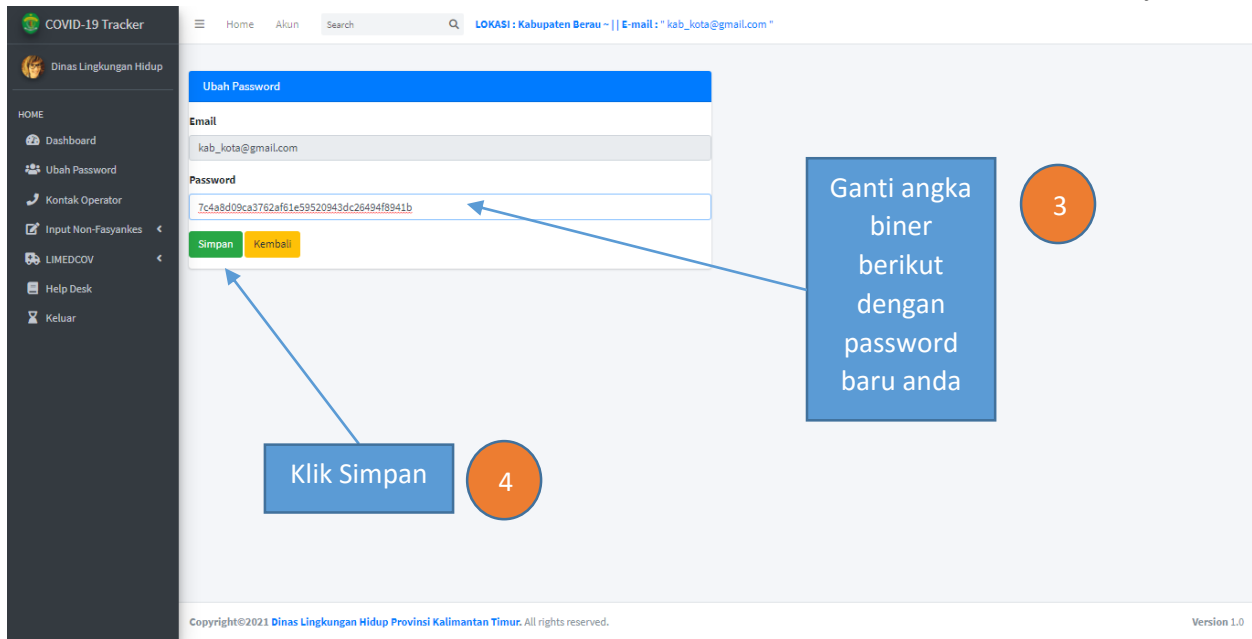 COVID-19 Tracker
Home Akun Search LOKASI : Kabupaten Berau ~ || E-mail : " kab_kota@gmail.com "
Dinas Lingkungan Hidup
HOME
Dashboard
Ubah Password
Kontak Operator
Input Non-Fasyankes
LIMEDCOV
Help Desk
Keluar
Ubah Password
Email
kab_kota@gmail.com
Password
7c4a8d09ca3762af61e59520943dc26494f8941b
Simpan Kembali
Ganti angka
biner
berikut
dengan
password
baru anda
3
Klik Simpan
4
Copyright©2021 Dinas Lingkungan Hidup Provinsi Kalimantan Timur. All rights reserved.
Version 1.0